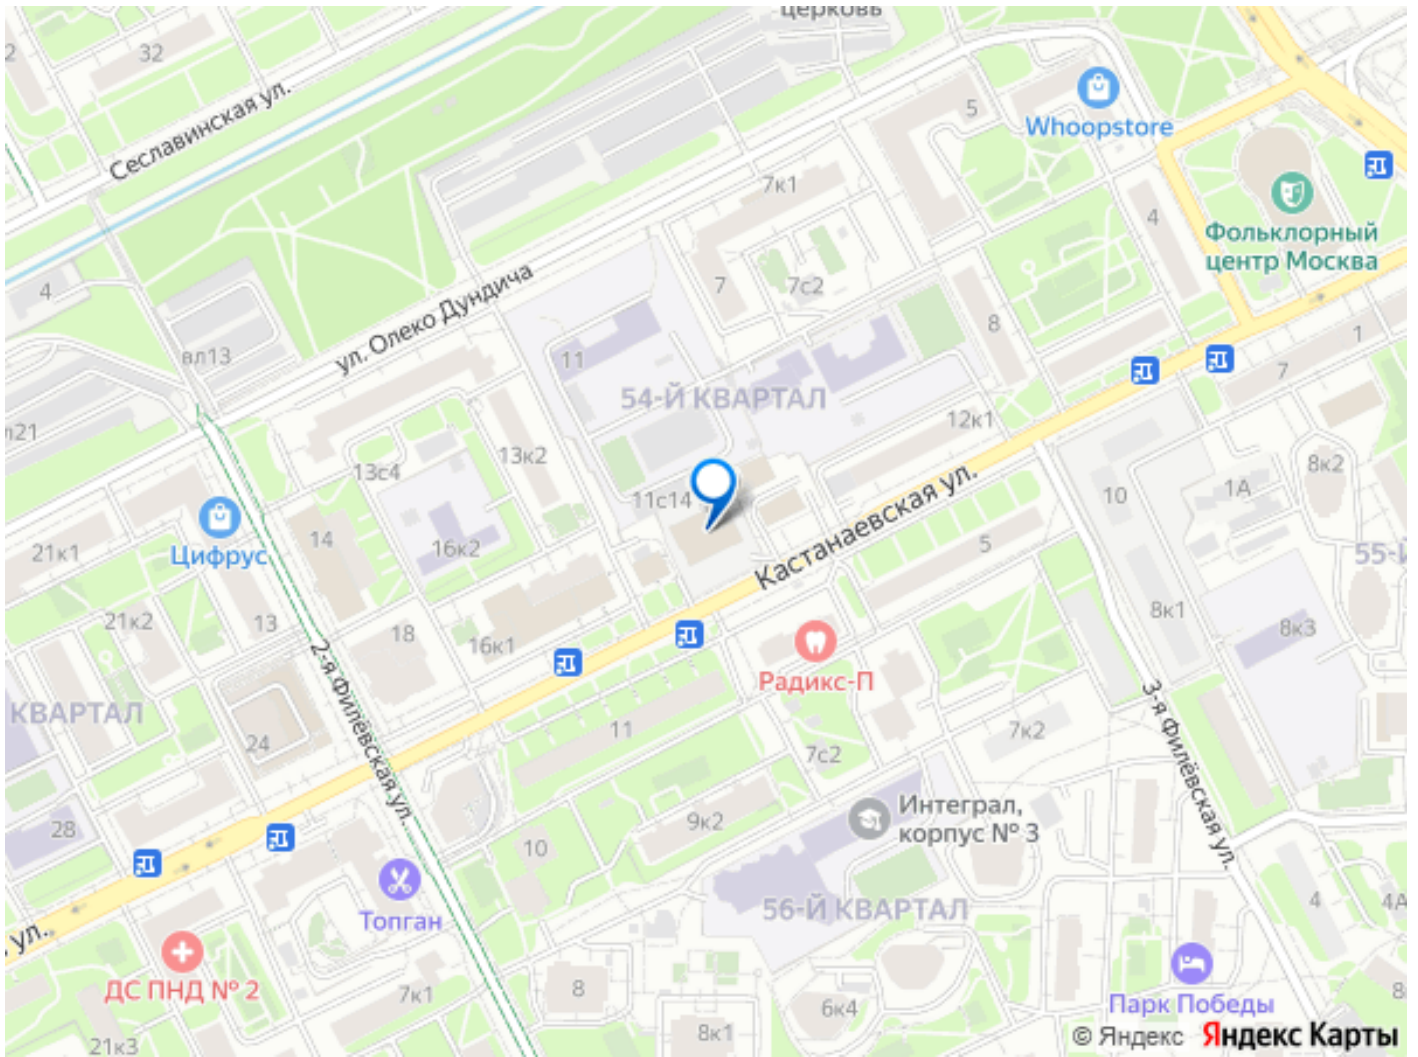 церковь
2
32
Сеславинская ул.
5
Whoopstore
7к1
4
Фольклорный
центр Москва
4
ул. Олеко Дундича
7
7с2
8
вл13
11
1
7
54-Й КВАРТАЛ
12к1
л21
13с4
13к2
8к2
11с14
10
1А
Кастанаевская ул.
14
Цифрус
21к1
16к2
5
55-Й
21к2
13
18
16к1
8к1
8к3
2-я Филёвская ул.
Радикс-П
3-я Филёвская ул.
КВАРТАЛ
24
11
7к2
7с2
28
9к2
Интеграл,
корпус № 3
10
Топган
56-Й КВАРТАЛ
4
4А
ул.
ДС ПНД № 2
7к1
8
6к4
Парк Победы
8
8к1
21к3
© Яндекс Яндекс Карты